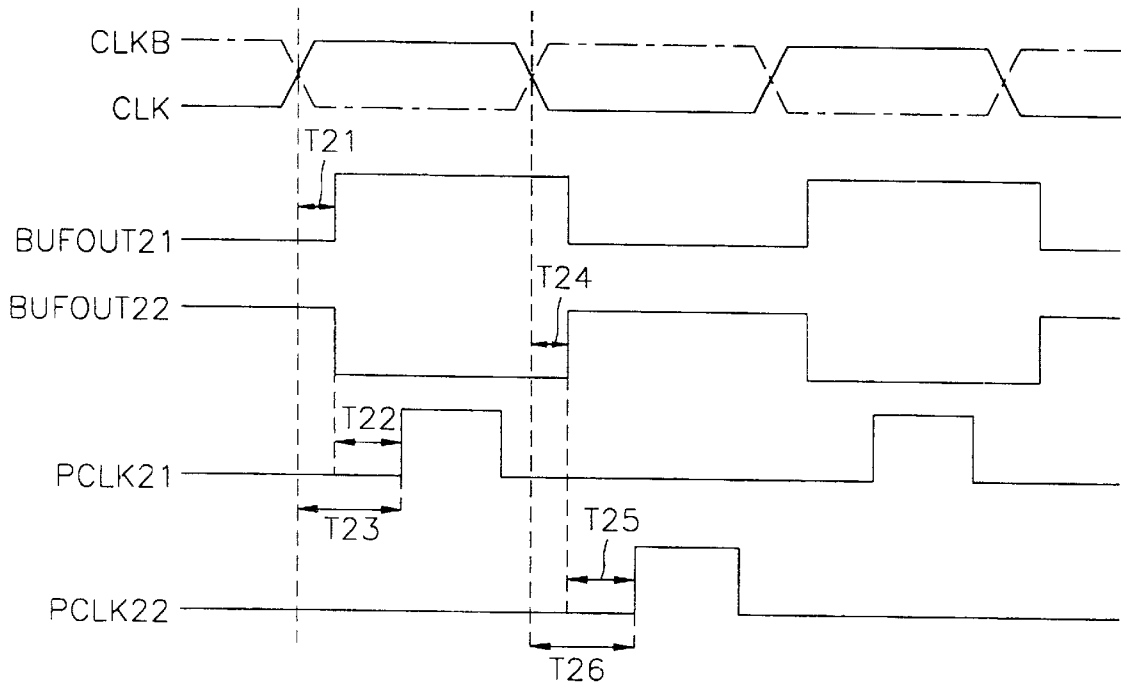 CLKB
CLK
T21
BUFOUT21
T24
BUFOUT22
T22
PCLK21
T23
T25
PCLK22
T26